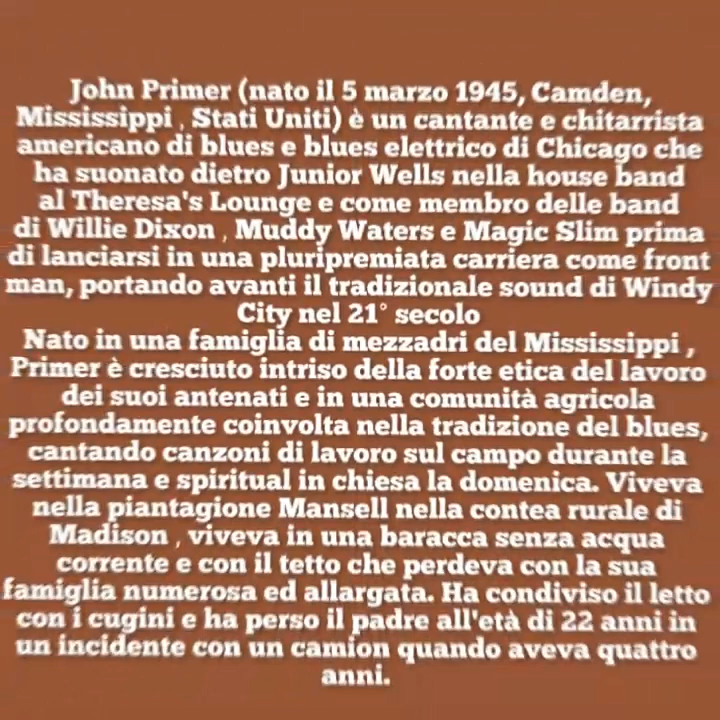 John Primer (nato il 5 marzo 1945, Camden,
Mississippi , Stati Uniti) è un cantante e chitarrista
americano di blues e blues elettrico di Chicago che
ha suonato dietro Junior Wells nella house band
al Theresa's Lounge e come membro delle band
di Willie Dixon , Muddy Waters e Magic Slim prima
di lanciarsi in una pluripremiata carriera come front
man, portando avanti il tradizionale sound di Windy
City nel 21° secolo
Nato in una famiglia di mezzadri del Mississippi ,
Primer è cresciuto intriso della forte etica del lavoro
dei suoi antenati e in una comunità agricola
profondamente coinvolta nella tradizione del blues,
cantando canzoni di lavoro sul campo durante la
settimana e spiritual in chiesa la domenica. Viveva
nella piantagione Mansell nella contea rurale di
Madison , viveva in una baracca senza acqua
corrente e con il tetto che perdeva con la sua
famiglia numerosa ed allargata. Ha condiviso il letto
con i cugini e ha perso il padre all'età di 22 anni in
un incidente con un camion quando aveva quattro
anni.